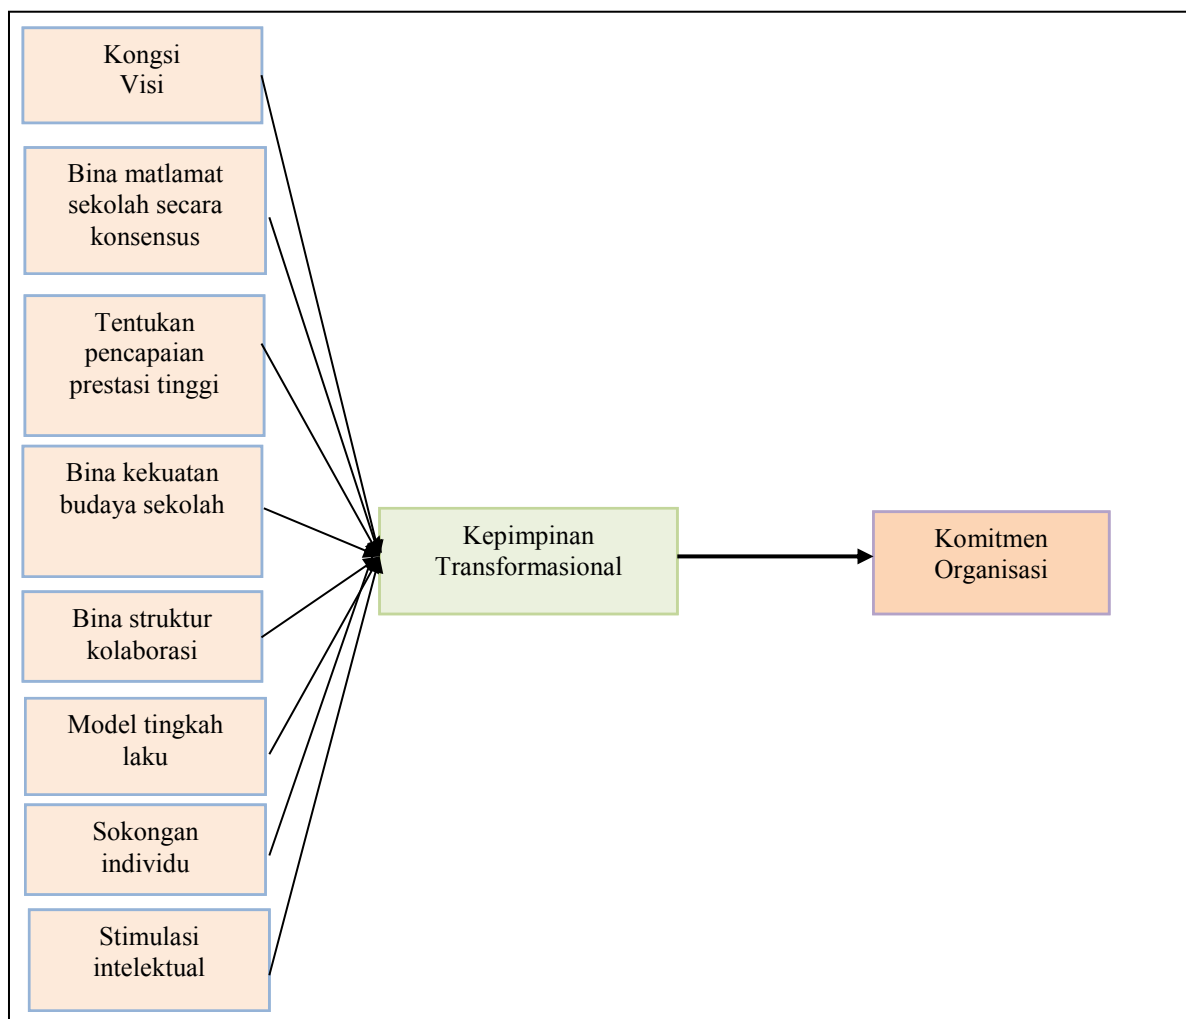 Kongsi
Visi
Bina matlamat
sekolah secara
konsensus
Tentukan
pencapaian
prestasi tinggi
Bina kekuatan
budaya sekolah
Bina struktur
kolaborasi
Model tingkah
laku
Sokongan
individu
Stimulasi
intelektual
Kepimpinan
Transformasional
Komitmen
Organisasi